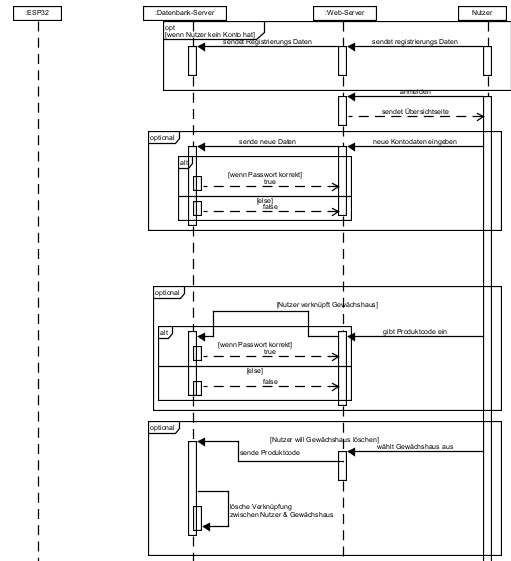 :ESP32
:Datenbank-Server
:Web-Server
Nutzer
opt
[wenn Nutzer kein Konto hat]
sendet Registrierungs Daten
sendet registrierungs Daten
anmelden
sendet Übersichtseite
optional
sende neue Daten
neue Kontodaten eingeben
alt
[wenn Passwort korrekt]
true
[else]
false
optional
[Nutzer verknüpft Gewächshaus]
alt
gibt Produktcode ein
[wenn Passwort korrekt]
true
[else]
false
optional
[Nutzer will Gewächshaus löschen]
wählt Gewächshaus aus
sende Produktcode
lösche Verknüpfung
zwischen Nutzer & Gewächshaus